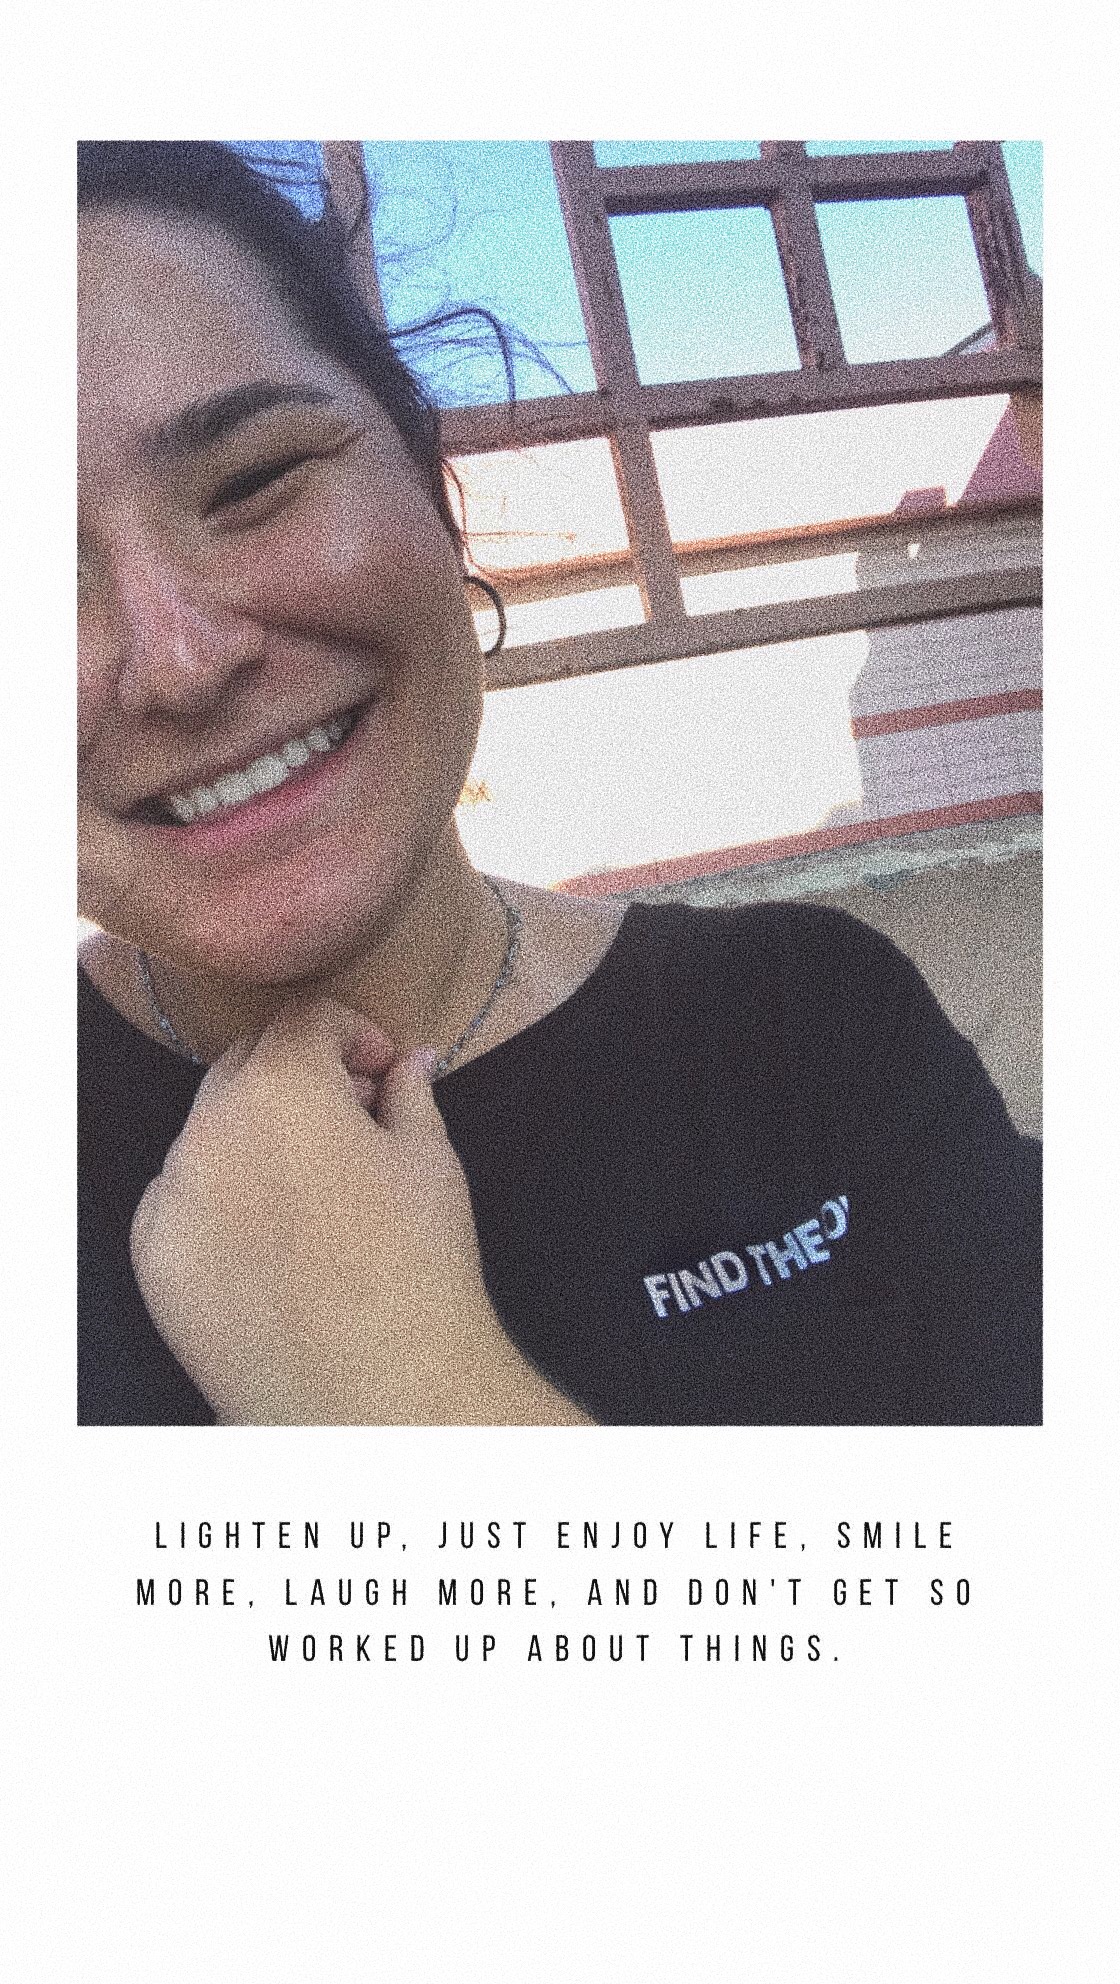 FIND THE
LIGHTEN UP, JUST ENJOY LIFE, SMILE
MORE, LAUGH MORE, AND DON'T GET SO
WORKED UP ABOUT THINGS.